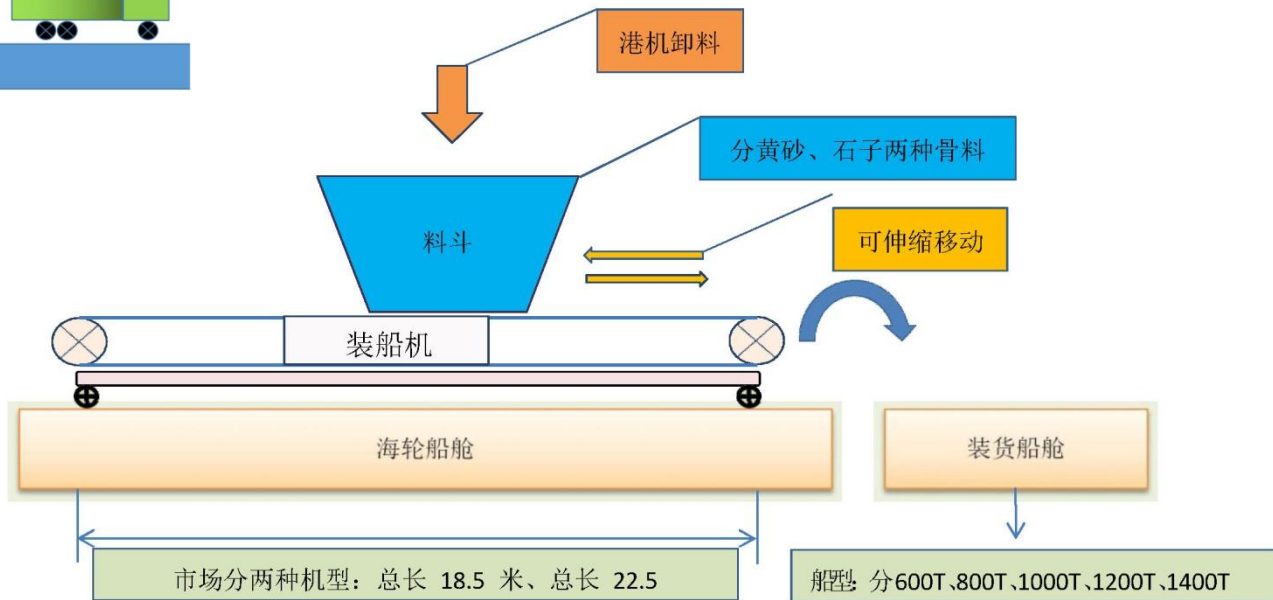 港机卸料
分黄砂、石子两种骨料
料斗
可伸缩移动
装船机
海轮船舱
装货船舱
市场分两种机型：总长 18.5 米、总长 22.5
船型：分600T、800T、1000T、1200T、1400T